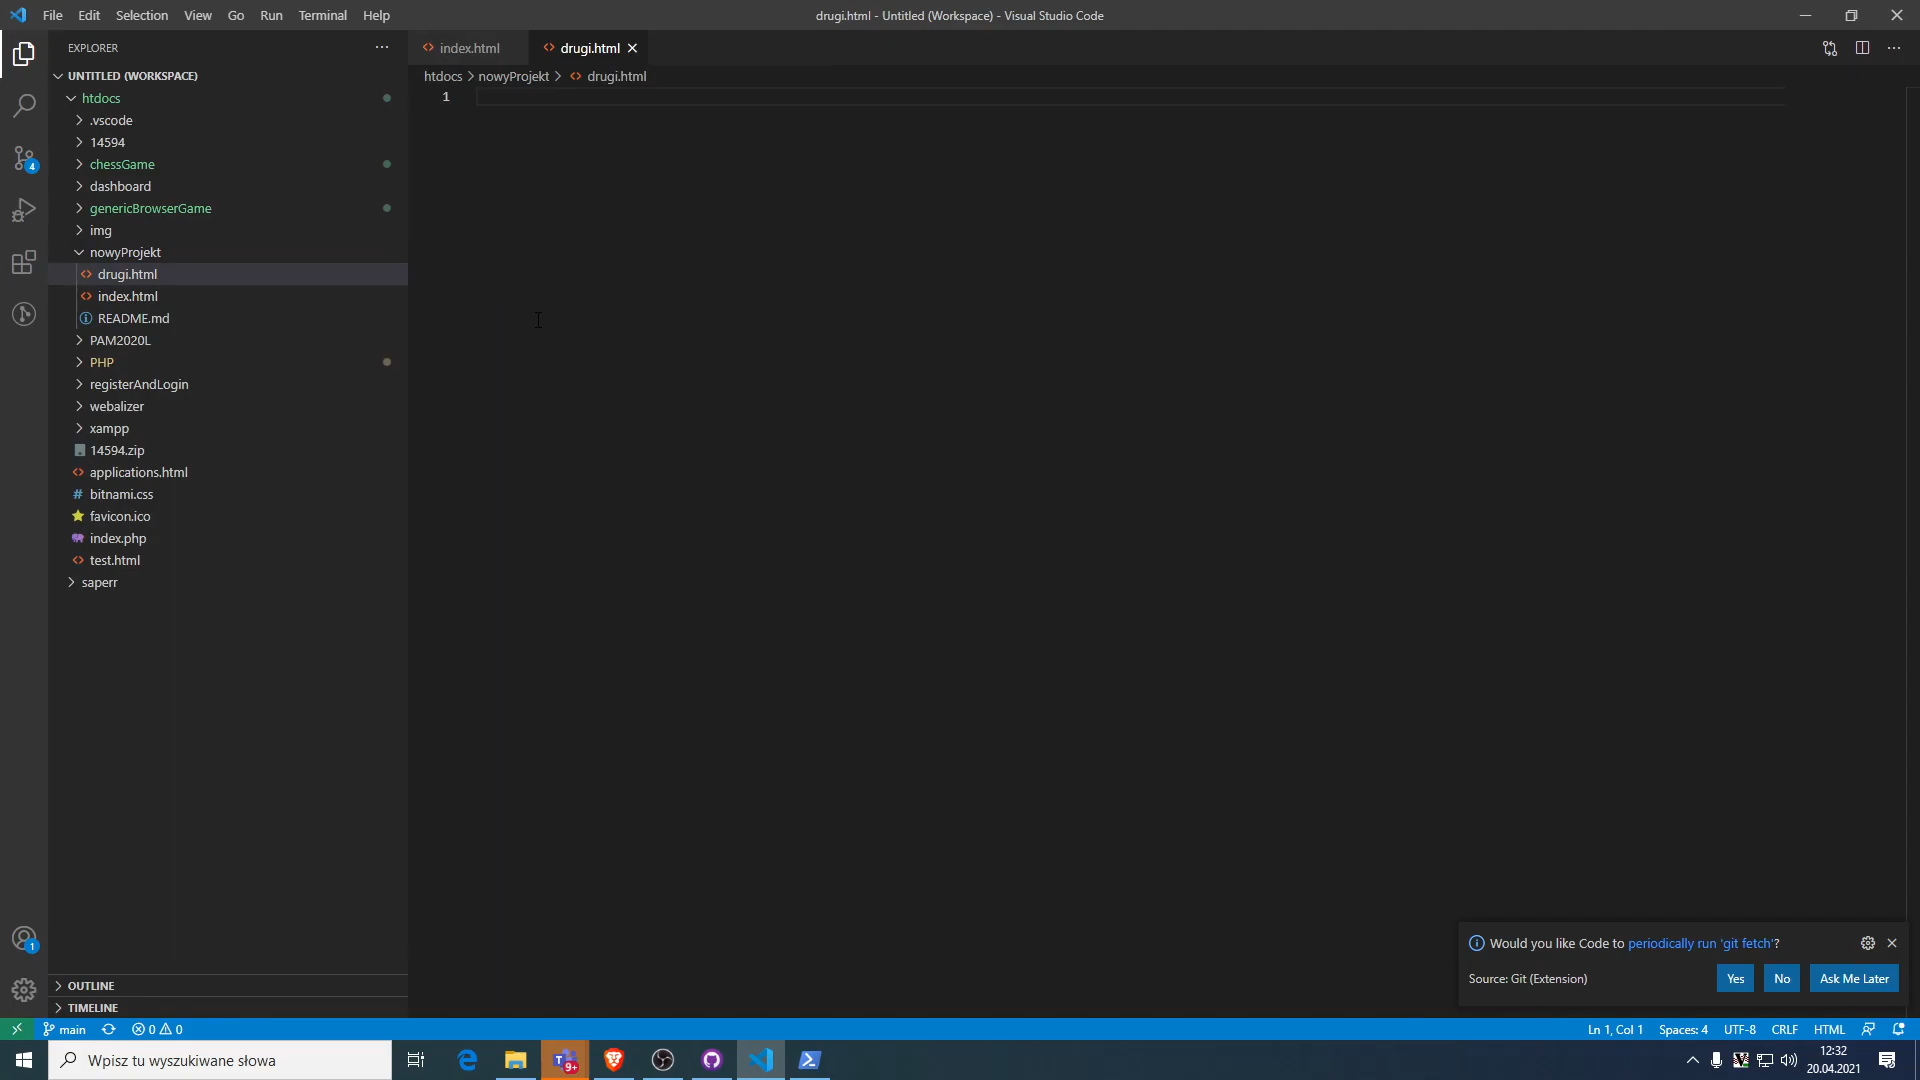 File Edit Selection View Go Run Terminal Help
drugi.html - Untitled (Workspace) - Visual Studio Code
EXPLORER
index.html
drugi.html
UNTITLED (WORKSPACE)
htdocs > nowyProjekt > drugi.html
htdocs
1
.vscode
14594
chessGame
4
dashboard
genericBrowserGame
img
nowyProjekt
drugi.html
index.html
README.md
PAM2020L
PHP
registerAndLogin
webalizer
xampp
14594.zip
applications.html
bitnami.css
favicon.ico
index.php
test.html
saperr
1
Would you like Code to periodically run 'git fetch'?
Source: Git (Extension)
Yes
No
Ask Me Later
OUTLINE
TIMELINE
main
0 0
Ln 1, Col 1
Spaces: 4
UTF-8
CRLF
HTML
Wpisz tu wyszukiwane słowa
9+
12:32
20.04.2021